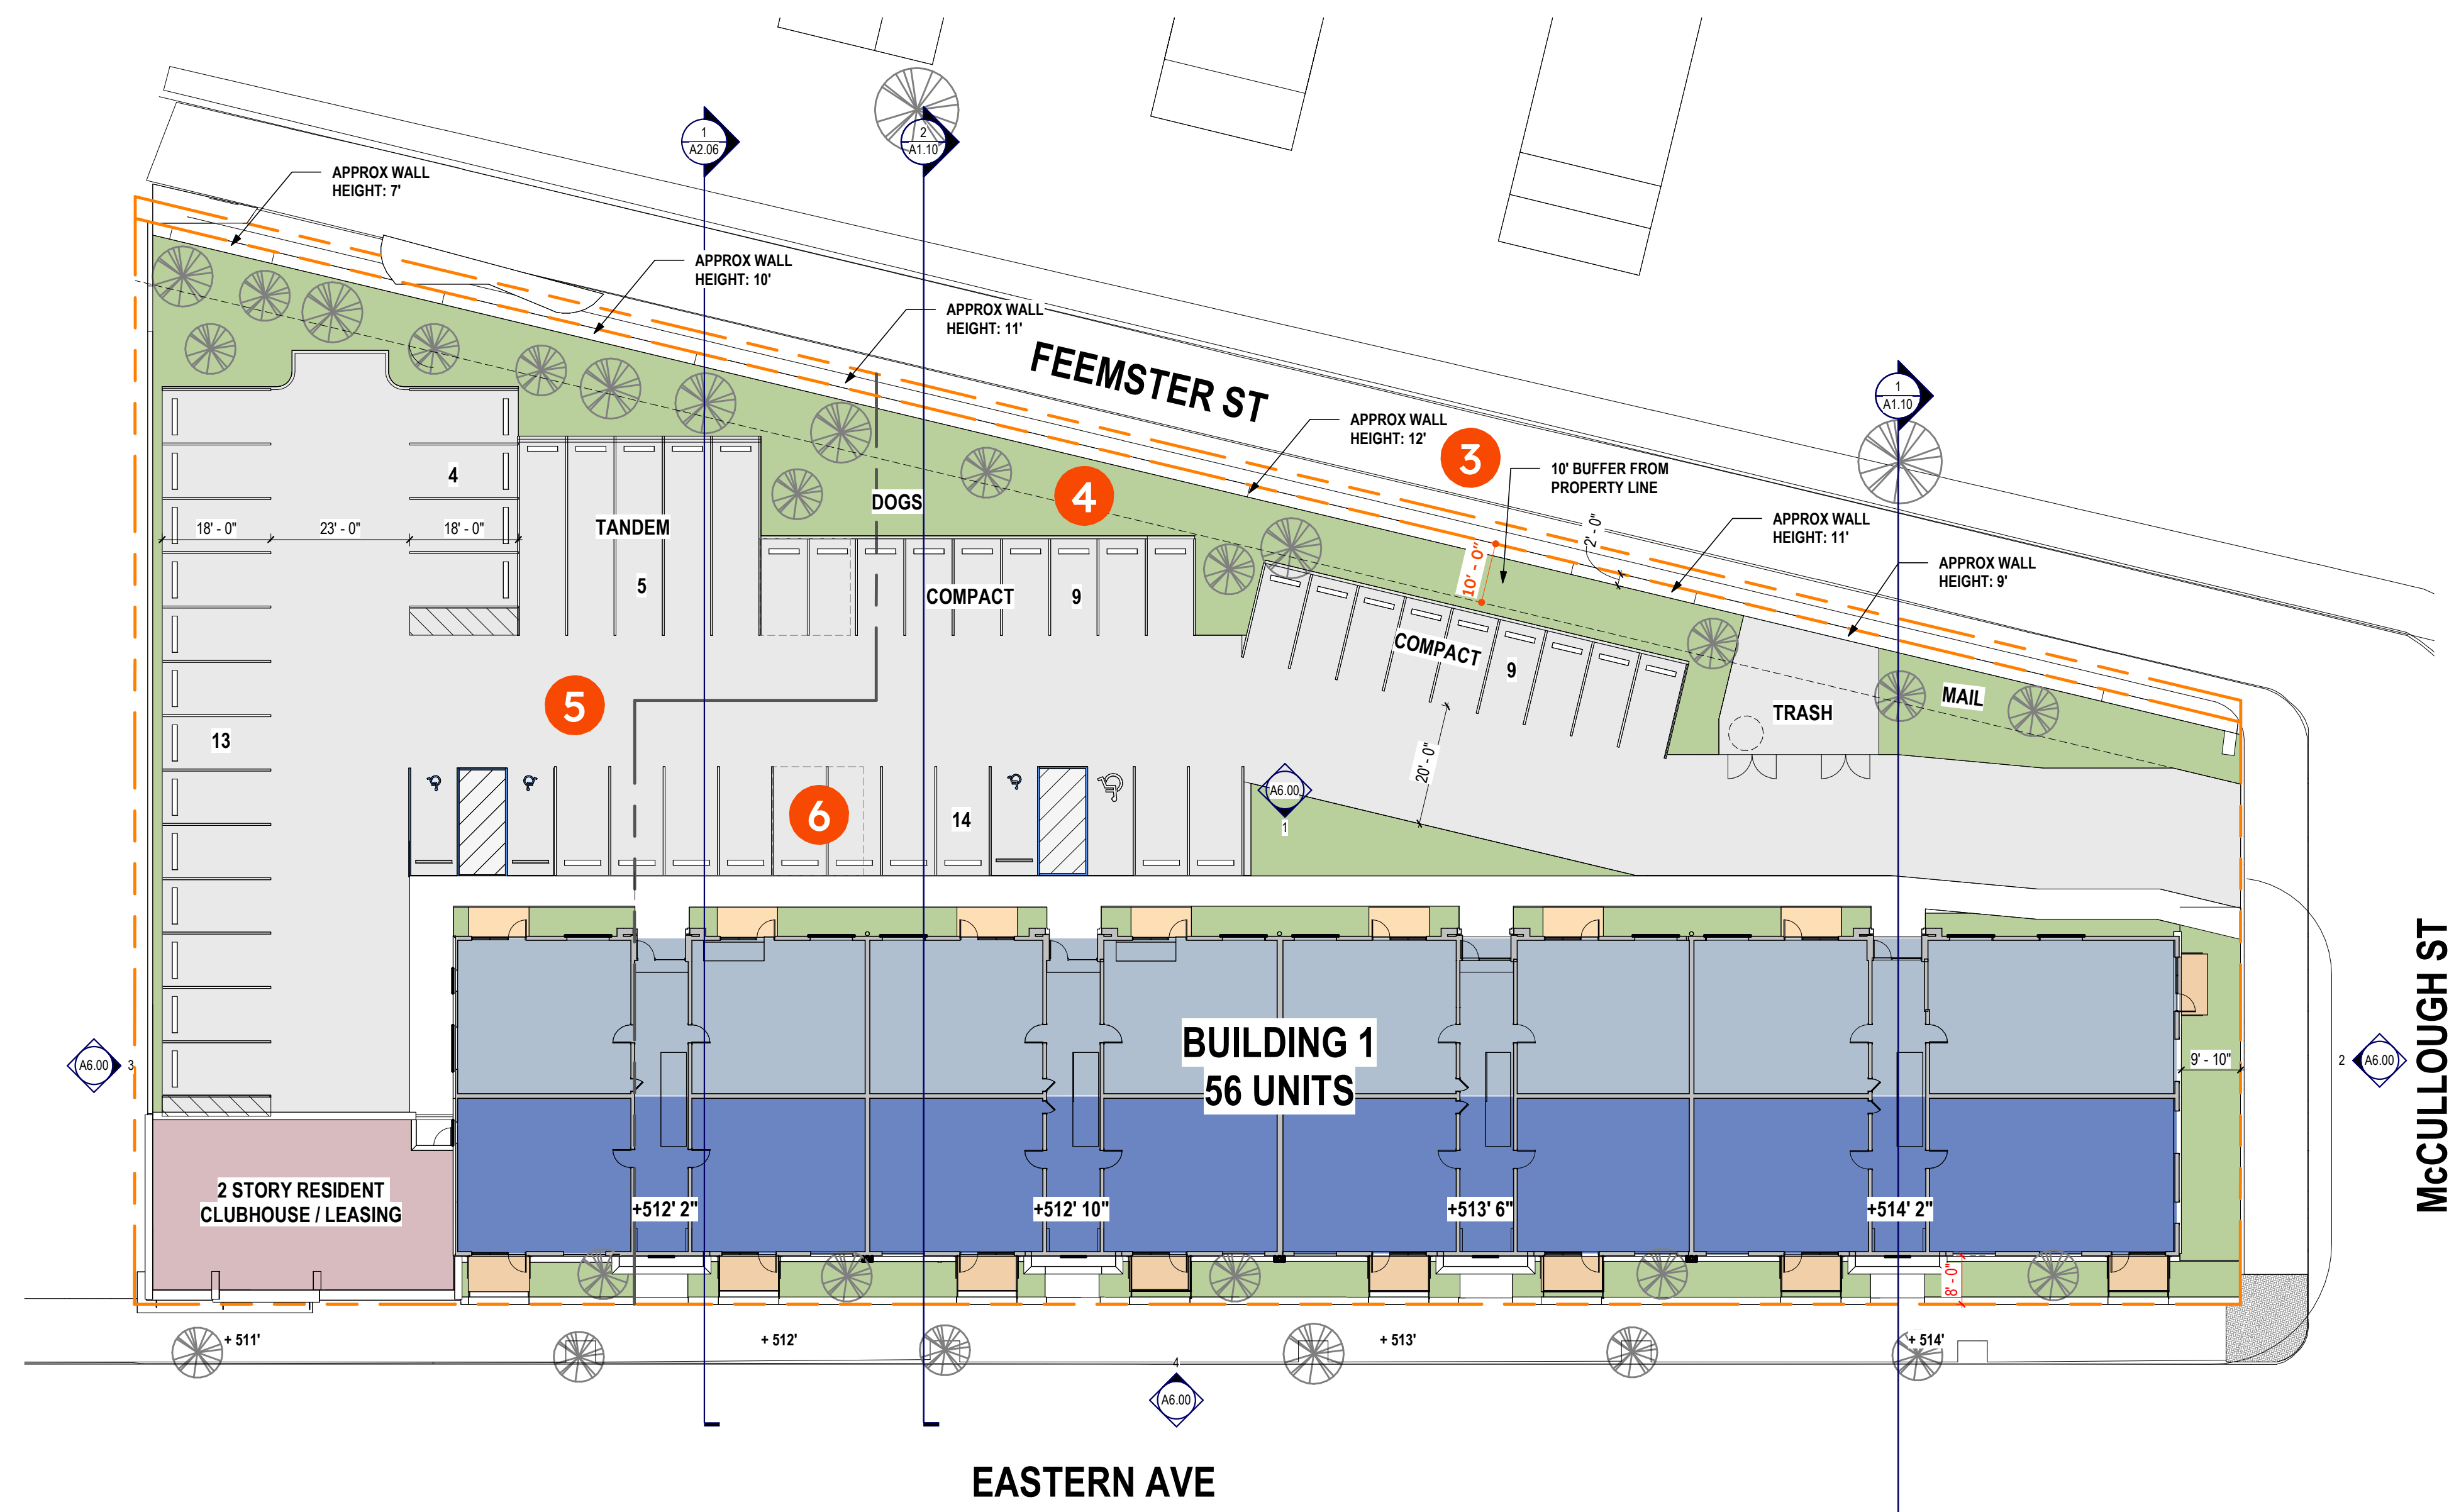 1
A2.06
2
A1.10
APPROX WALL
HEIGHT: 7'
APPROX WALL
HEIGHT: 10'
APPROX WALL
HEIGHT: 11'
FEEMSTER ST
1
A1.10
APPROX WALL
HEIGHT: 12'
3
10' BUFFER FROM
PROPERTY LINE
4
DOGS
4
TANDEM
5
18' - 0"
23' - 0"
18' - 0"
10' - 0"
2' - 0"
APPROX WALL
HEIGHT: 11'
APPROX WALL
HEIGHT: 9'
COMPACT
9
COMPACT
9
MAIL
TRASH
5
13
20' - 0"
6
14
A6.00
1
McCULLOUGH ST
A6.00
3
BUILDING 1
56 UNITS
9' - 10"
2
A6.00
2 STORY RESIDENT
CLUBHOUSE / LEASING
+512' 2"
+512' 10"
+513' 6"
+514' 2"
8' - 0"
+ 511'
+ 512'
+ 513'
+ 514'
4
A6.00
EASTERN AVE